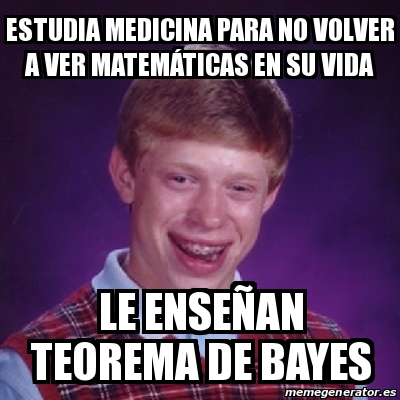 ESTUDIA MEDICINA PARA NO VOLVER
A VER MATEMÁTICAS EN SU VIDA
LE ENSEÑAN
TEOREMA DE BAYES
memegenerator.es